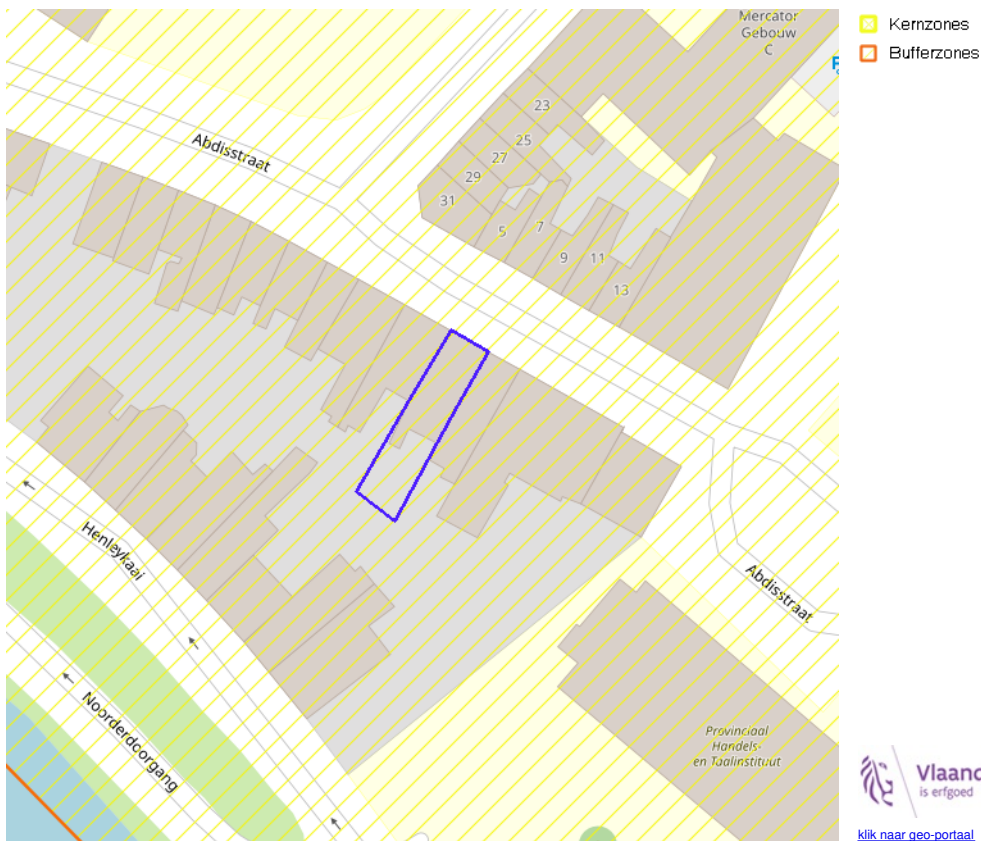 Mercator
Gebouw
C
Kernzones
Bufferzones
Abdisstraat
23
25
27
29
31
5
7
9
11
13
Henleykaai
Abdisstraat
Noorderdoorgang
Provinciaal
Handels-
en Taalinstituut
Vlaand
is erfgoed
klik naar geo-portaal